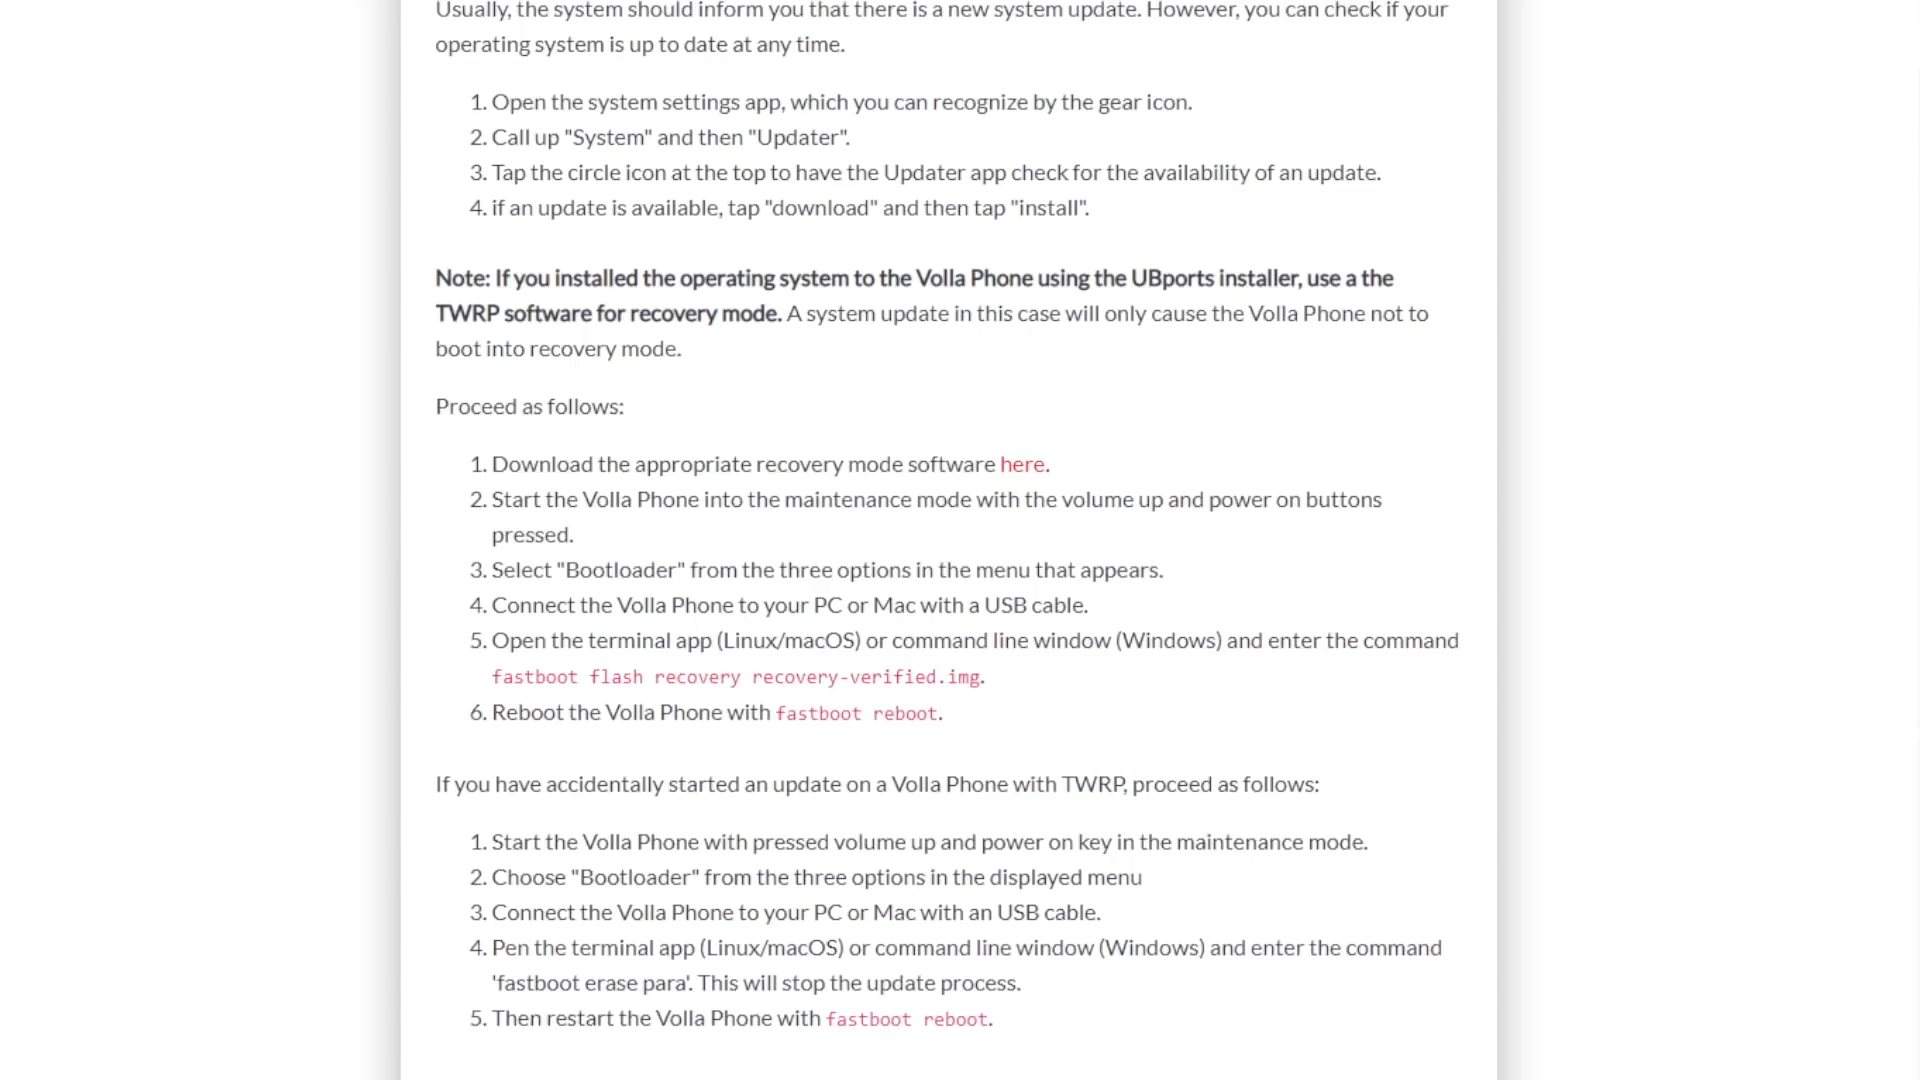 Usually, the system should inform you that there is a new system update. However, you can check if your
operating system is up to date at any time.
1. Open the system settings app, which you can recognize by the gear icon.
2. Call up "System" and then "Updater".
3. Tap the circle icon at the top to have the Updater app check for the availability of an update.
4. if an update is available, tap "download" and then tap "install".
Note: If you installed the operating system to the Volla Phone using the UBports installer, use a the
TWRP software for recovery mode. A system update in this case will only cause the Volla Phone not to
boot into recovery mode.
Proceed as follows:
1. Download the appropriate recovery mode software here.
2. Start the Volla Phone into the maintenance mode with the volume up and power on buttons
pressed.
3. Select "Bootloader" from the three options in the menu that appears.
4. Connect the Volla Phone to your PC or Mac with a USB cable.
5. Open the terminal app (Linux/macOS) or command line window (Windows) and enter the command
fastboot flash recovery recovery-verified.img.
6. Reboot the Volla Phone with fastboot reboot.
If you have accidentally started an update on a Volla Phone with TWRP, proceed as follows:
1. Start the Volla Phone with pressed volume up and power on key in the maintenance mode.
2. Choose "Bootloader" from the three options in the displayed menu
3. Connect the Volla Phone to your PC or Mac with an USB cable.
4. Pen the terminal app (Linux/macOS) or command line window (Windows) and enter the command
'fastboot erase para'. This will stop the update process.
5. Then restart the Volla Phone with fastboot reboot.